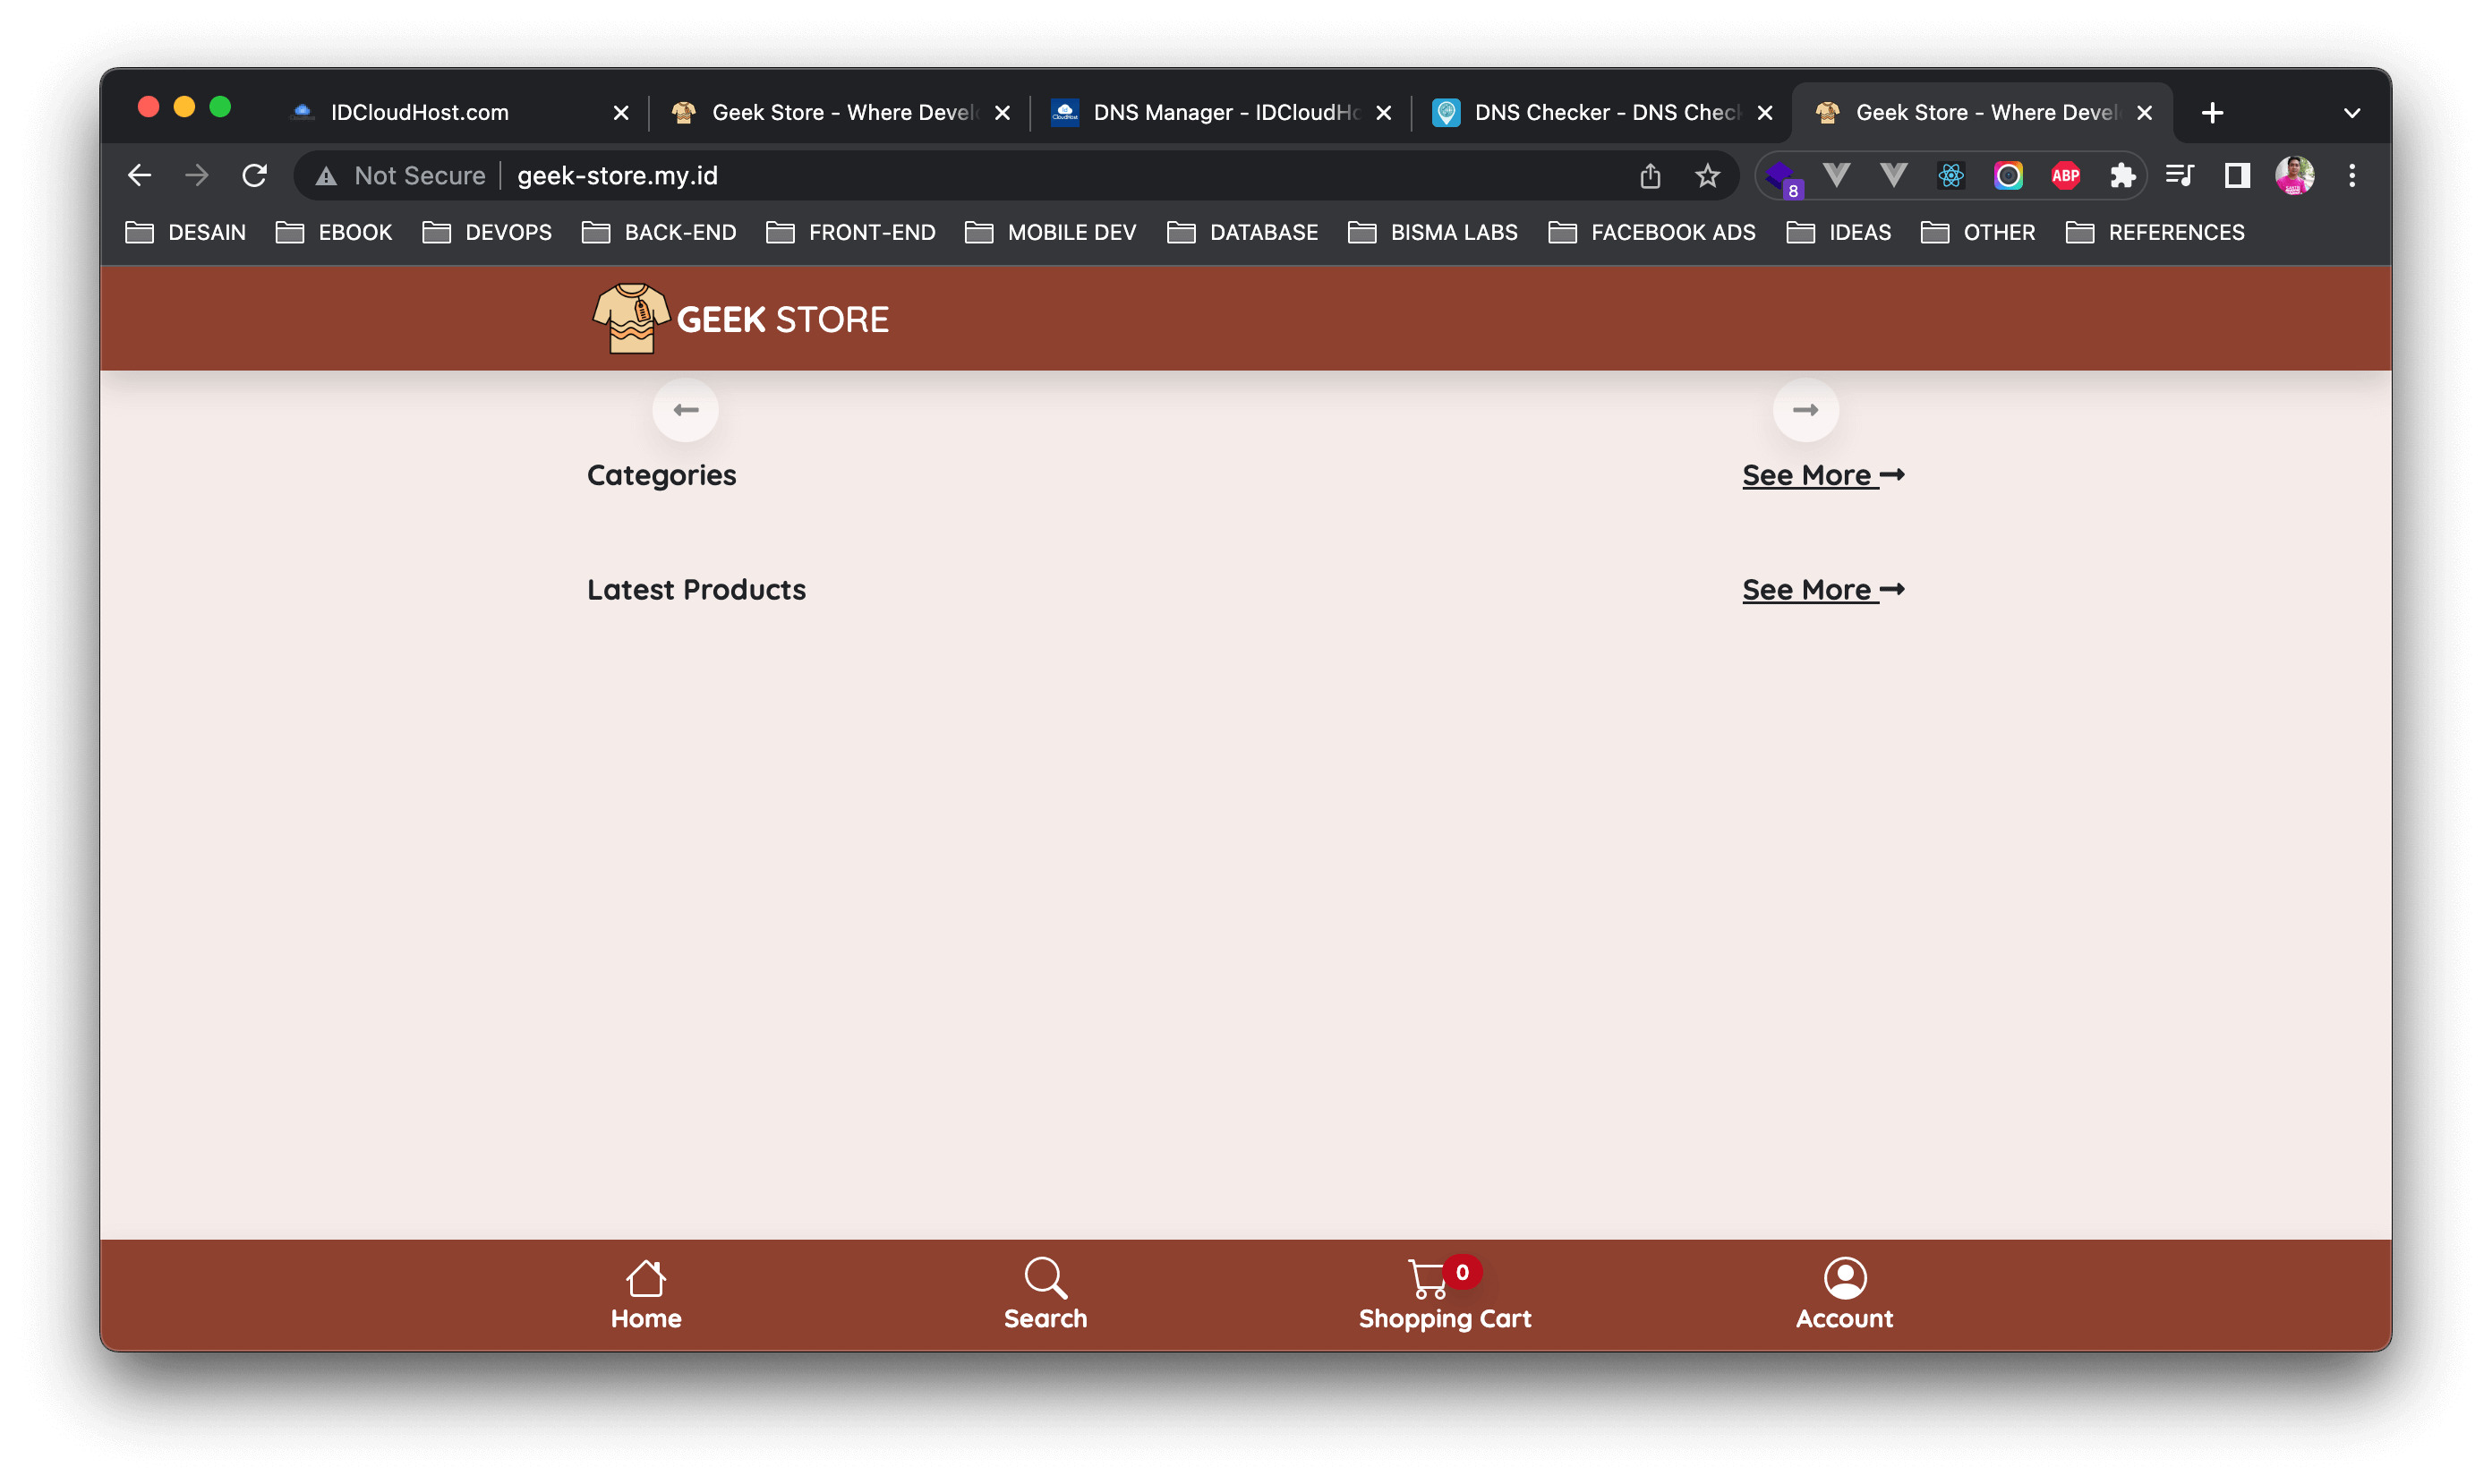 IDCloudHost.com
Geek Store - Where Devel
DNS Manager - IDCloudHo
DNS Checker - DNS Check
Geek Store - Where Devel
Not Secure geek-store.my.id
8
ABP
DESAIN EBOOK DEVOPS BACK-END FRONT-END MOBILE DEV DATABASE BISMA LABS FACEBOOK ADS IDEAS OTHER REFERENCES
GEEK STORE
Categories
See More
Latest Products
See More
Home
Search
0
Shopping Cart
Account